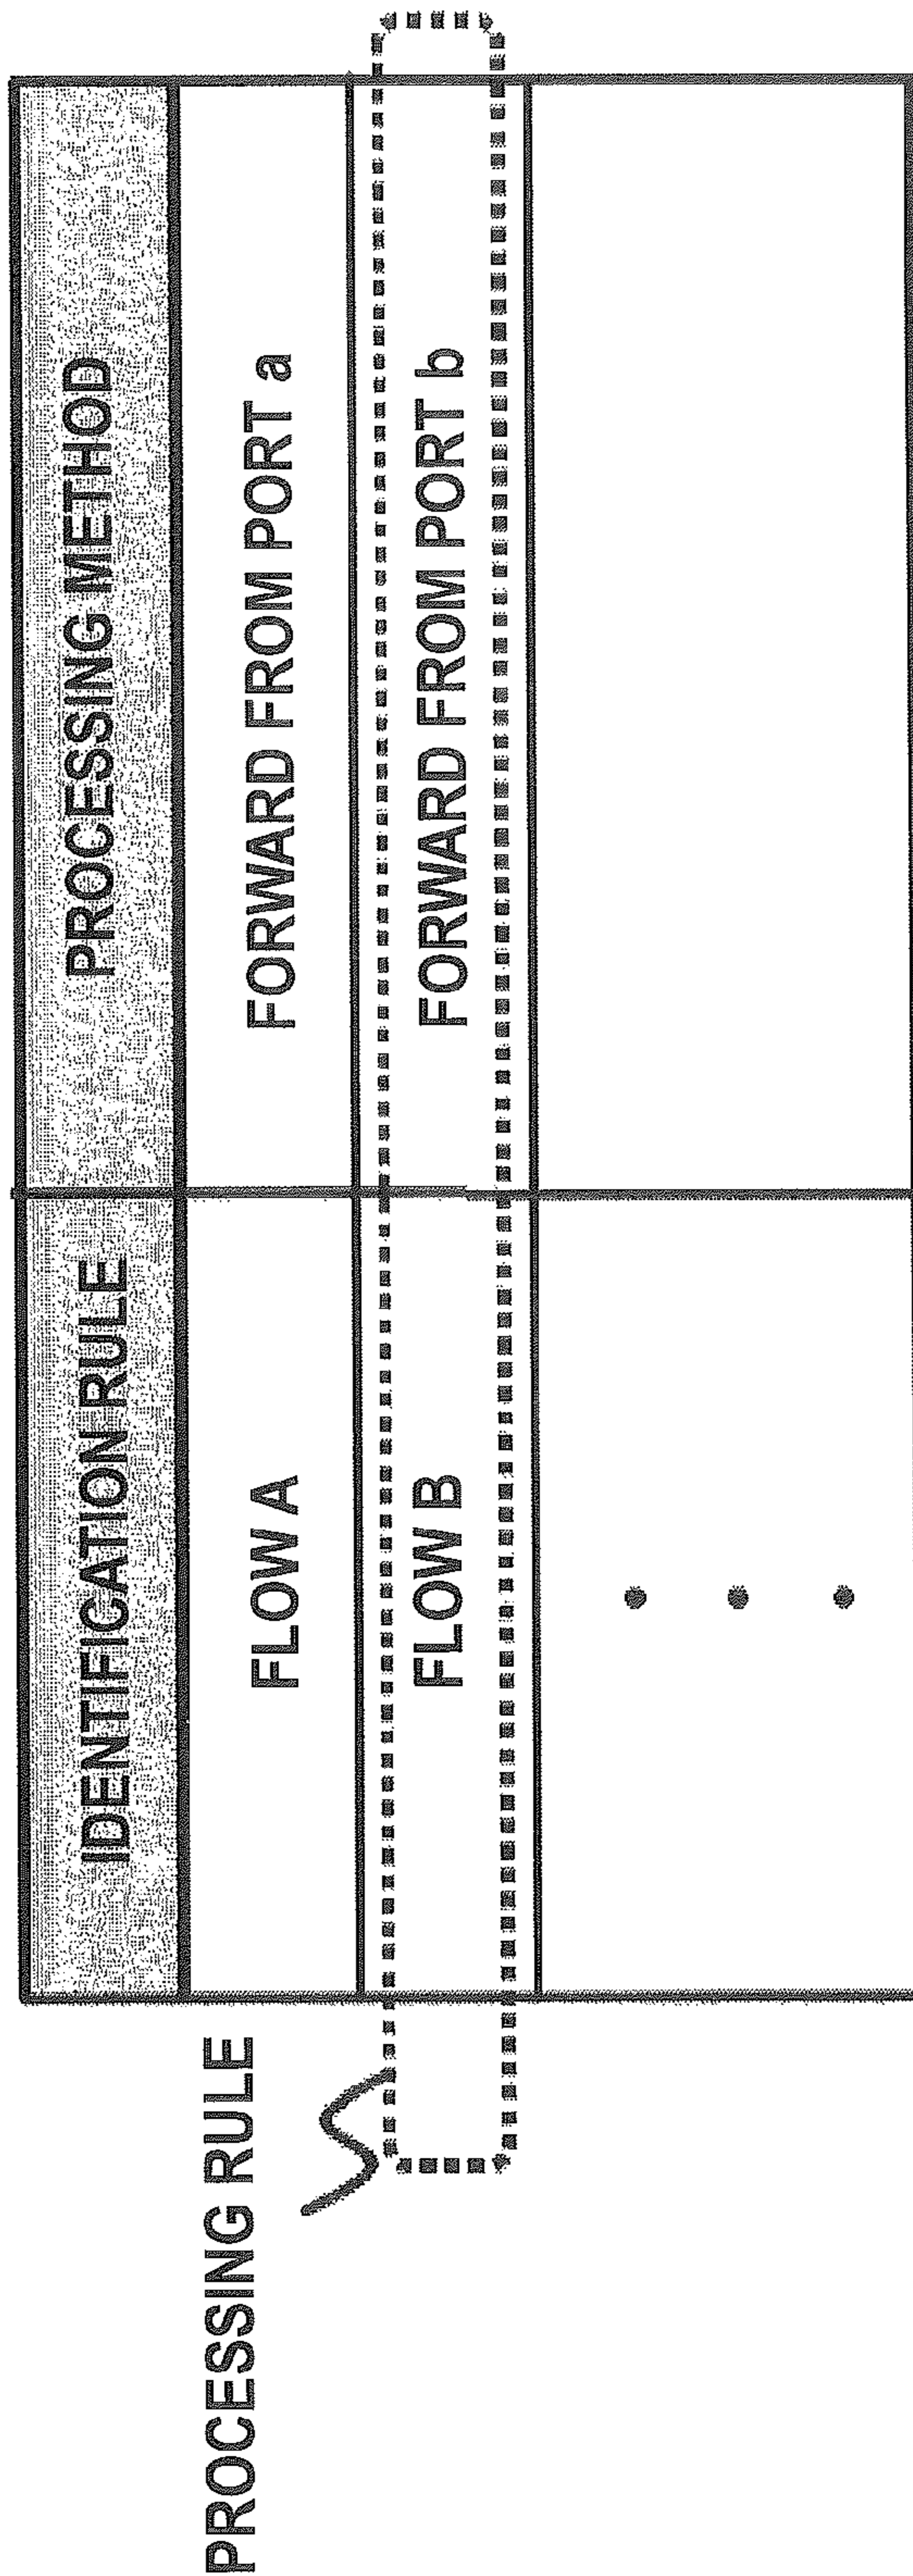 PROCESSING RULE
IDENTIFICATION RULE
PROCESSING METHOD
FLOW A
FORWARD FROM PORT a
FLOW B
FORWARD FROM PORT b